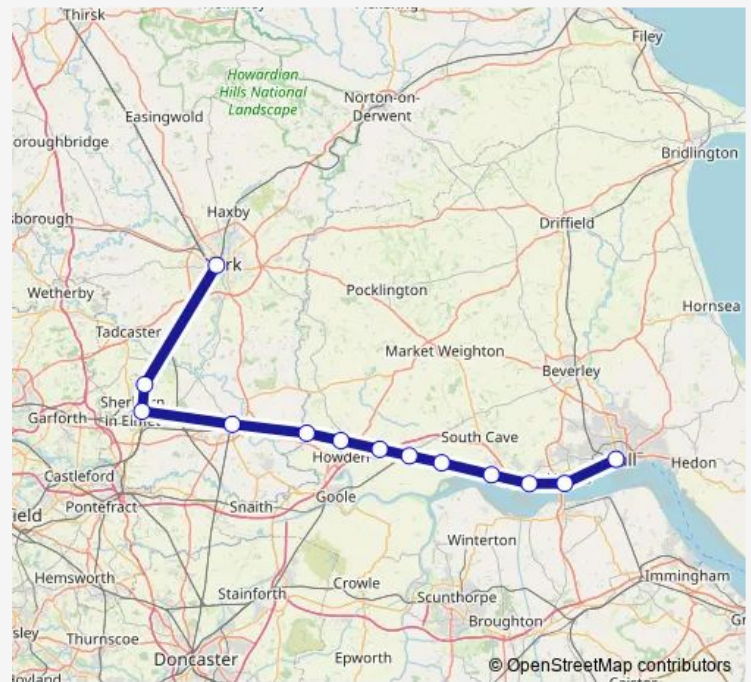 Thirsk
Filey
Howardian
Hills National
Landscape
Norton-on-
Derwent
Easingwold
oroughbridge
Bridlington
Haxby
sborough
Driffield
rk
Wetherby
Pocklington
Hornsea
Tadcaster
Market Weighton
Beverley
Sher
in Elmet
Garforth
South Cave
Howden
Hedon
Castleford
Goole
Pontefract
Snaith
ield
Winterton
Immingham
Hemsworth
Crowle
Stainforth
Scunthorpe
Broughton
sley
Thurnscoe
Doncaster
Epworth
© OpenStreetMap contributors